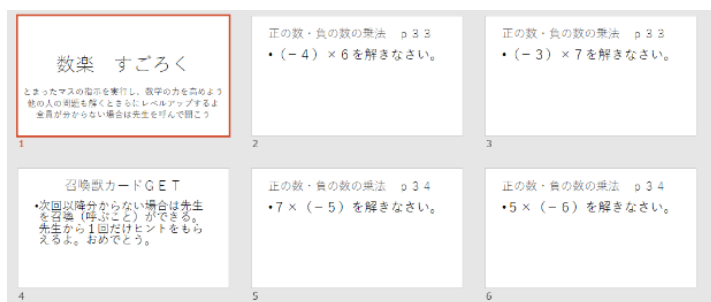 数楽　すごろく
とまったマスの指示を実行し、数学の力を高めよう
他の人の問題も解くとさらにレベルアップするよ
全員が分からない場合は先生を呼んで聞こう
1
正の数・負の数の乗法　p３３
•（－４）×６を解きなさい。
2
正の数・負の数の乗法　p３３
•（－３）×７を解きなさい。
3
召喚獣カードＧＥＴ
•次回以降分からない場合は先生
を召喚（呼ぶこと）ができる。
先生から１回だけヒントをもら
えるよ。おめでとう。
4
正の数・負の数の乗法　p３４
•７×（－５）を解きなさい。
5
正の数・負の数の乗法　p３４
•５×（－６）を解きなさい。
6